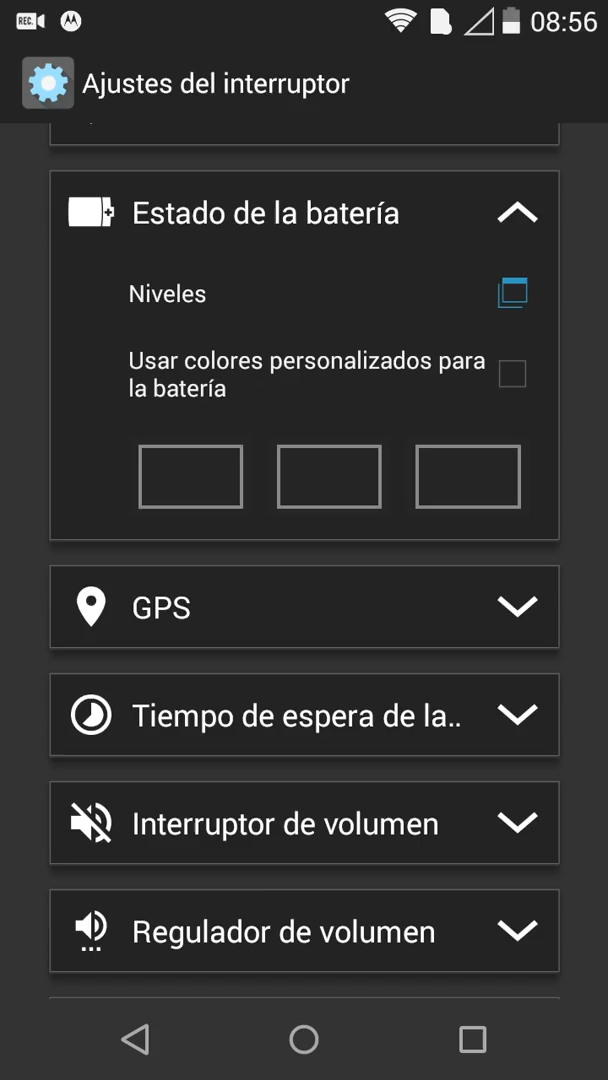 REC.
08:56
Ajustes del interruptor
Estado de la batería
Niveles
Usar colores personalizados para
la batería
GPS
Tiempo de espera de la..
Interruptor de volumen
Regulador de volumen